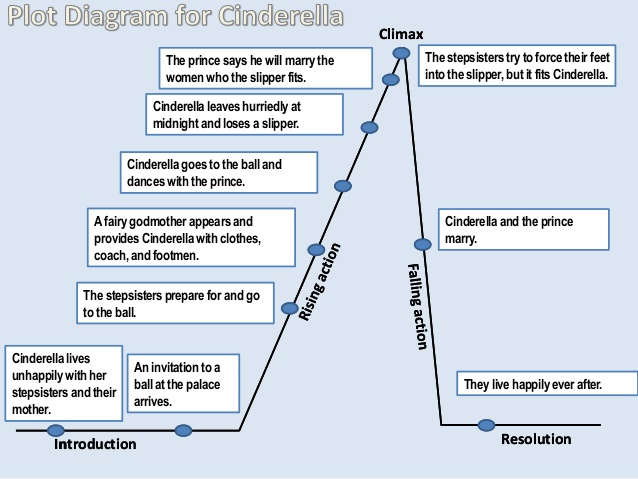 Plot Diagram for Cinderella
Climax
The prince says he will marry the
women who the slipper fits.
The stepsisters try to force their feet
into the slipper, but it fits Cinderella.
Cinderella leaves hurriedly at
midnight and loses a slipper.
Cinderella goes to the ball and
dances with the prince.
A fairy godmother appears and
provides Cinderella with clothes,
coach, and footmen.
Cinderella and the prince
marry.
Rising action
Falling action
The stepsisters prepare for and go
to the ball.
Cinderella lives
unhappily with her
stepsisters and their
mother.
An invitation to a
ball at the palace
arrives.
They live happily ever after.
Introduction
Resolution